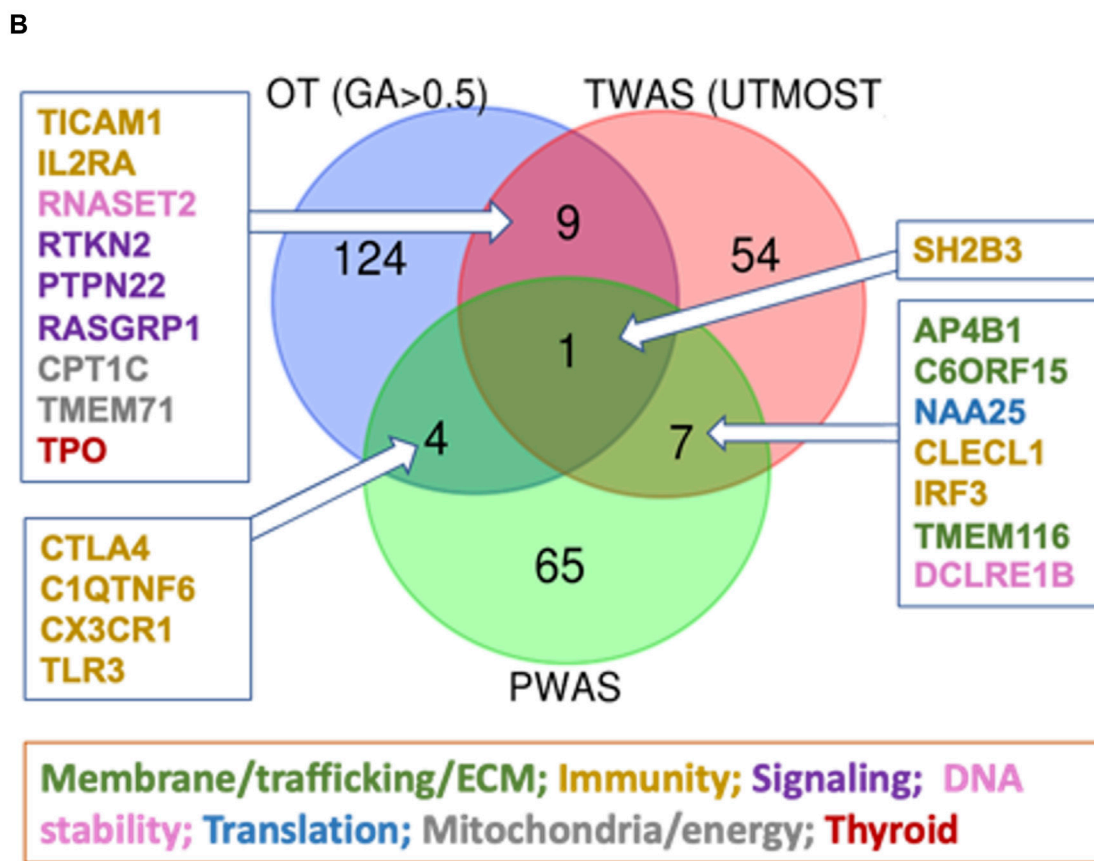 B
OT (GA>0.5)
TWAS (UTMOST
TICAM1
IL2RA
RNASET2
RTKN2
PTPN22
RASGRP1
CPT1C
TMEM71
TPO
9
124
54
SH2B3
1
AP4B1
C6ORF15
NAA25
CLECL1
IRF3
TMEM116
DCLRE1B
4
7
CTLA4
C1QTNF6
CX3CR1
TLR3
65
PWAS
Membrane/trafficking/ECM; Immunity; Signaling; DNA
stability; Translation; Mitochondria/energy; Thyroid